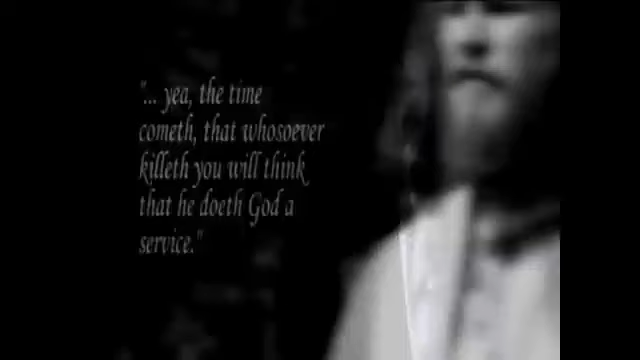 "... yea, the time
cometh, that whosoever
killeth you will think
that he doeth God a
service."